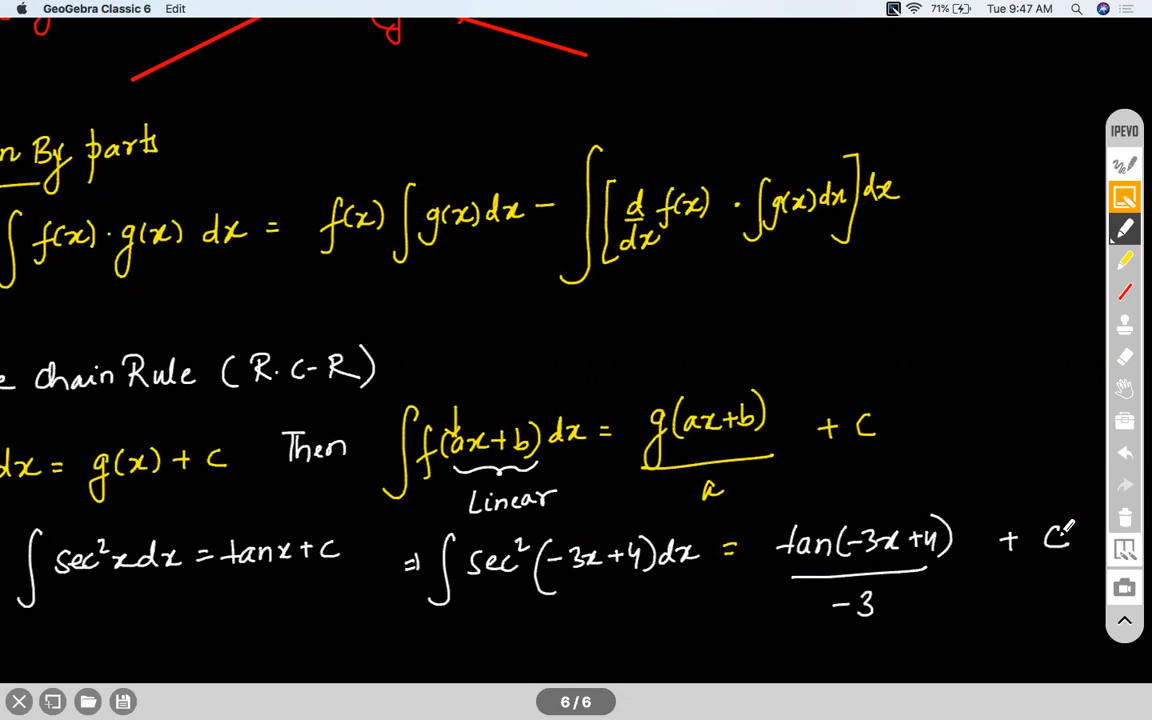 GeoGebra Classic 6 Edit 71% Tue 9:47 AM
n By parts
∫ f(x)·g(x) dx = f(x) ∫ g(x)dx − ∫ [d/dx f(x) · ∫g(x)dx] dx
IPEVO
e chain Rule (R.C-R)
dx = g(x) + c Then ∫ f(ax+b) dx = g(ax+b)/a + c
Linear
∫ sec²x dx = tanx + c ⇒ ∫ sec²(-3x+4)dx = tan(-3x+4)/-3 + c
6 / 6